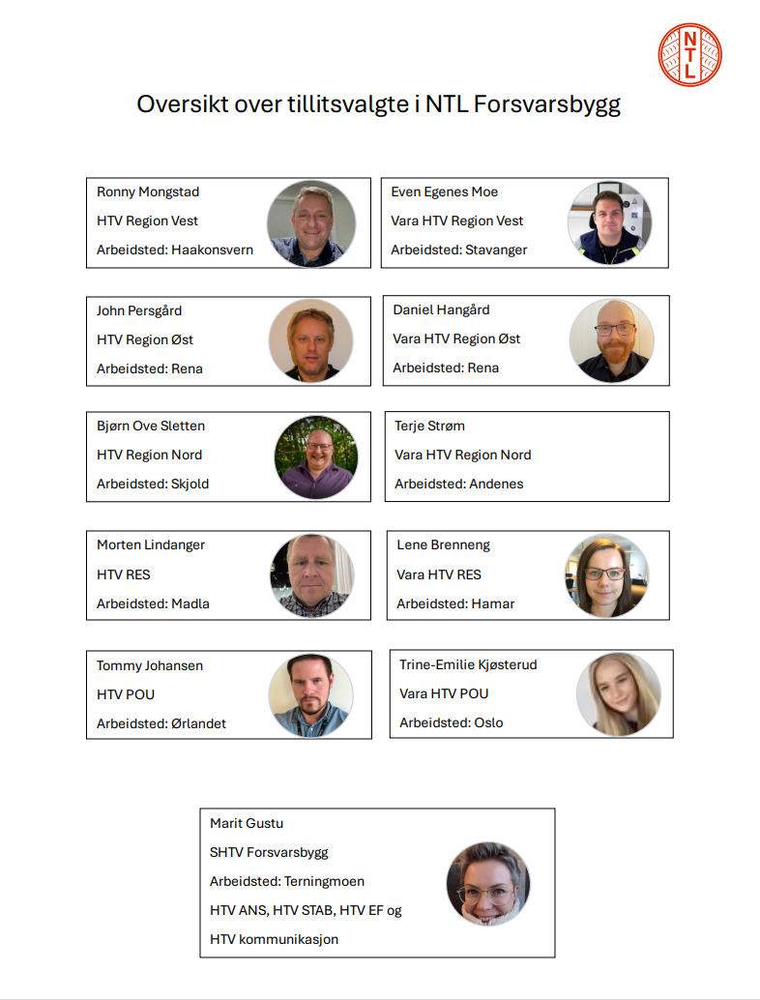 NTL
Oversikt over tillitsvalgte i NTL Forsvarsbygg
Ronny Mongstad
HTV Region Vest
Arbeidsted: Haakonsvern
Even Egenes Moe
Vara HTV Region Vest
Arbeidsted: Stavanger
John Persgård
HTV Region Øst
Arbeidsted: Rena
Daniel Hangård
Vara HTV Region Øst
Arbeidsted: Rena
Bjørn Ove Sletten
HTV Region Nord
Arbeidsted: Skjold
Terje Strøm
Vara HTV Region Nord
Arbeidsted: Andenes
Morten Lindanger
HTV RES
Arbeidsted: Madla
Lene Brenneng
Vara HTV RES
Arbeidsted: Hamar
Tommy Johansen
HTV POU
Arbeidsted: Ørlandet
Trine-Emilie Kjøsterud
Vara HTV POU
Arbeidsted: Oslo
Marit Gustu
SHTV Forsvarsbygg
Arbeidsted: Terningmoen
HTV ANS, HTV STAB, HTV EF og
HTV kommunikasjon